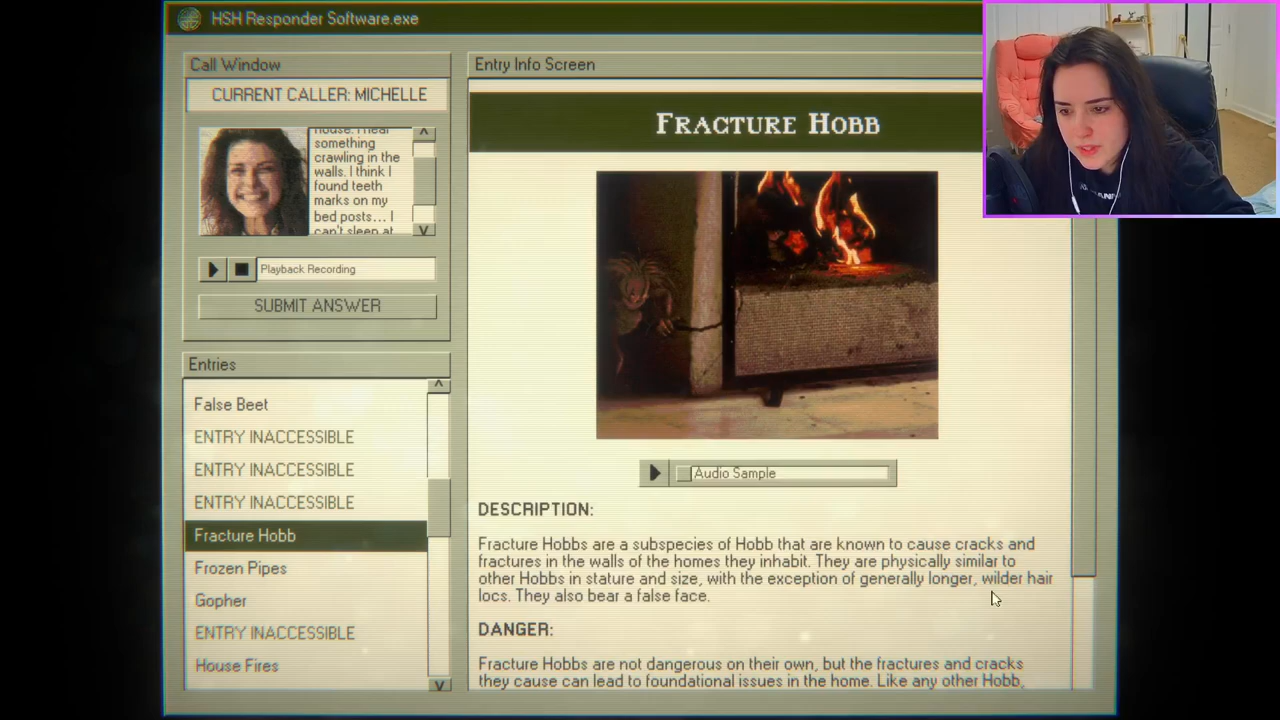 HSH Responder Software.exe
Call Window
CURRENT CALLER: MICHELLE
house. I hear
something
crawling in the
walls. I think I
found teeth
marks on my
bed posts... I
can't sleep at
Playback Recording
SUBMIT ANSWER
Entries
False Beet
ENTRY INACCESSIBLE
ENTRY INACCESSIBLE
ENTRY INACCESSIBLE
Fracture Hobb
Frozen Pipes
Gopher
ENTRY INACCESSIBLE
House Fires
Entry Info Screen
FRACTURE HOBB
Audio Sample
DESCRIPTION:
Fracture Hobbs are a subspecies of Hobb that are known to cause cracks and
fractures in the walls of the homes they inhabit. They are physically similar to
other Hobbs in stature and size, with the exception of generally longer, wilder hair
locs. They also bear a false face.
DANGER:
Fracture Hobbs are not dangerous on their own, but the fractures and cracks
they cause can lead to foundational issues in the home. Like any other Hobb,